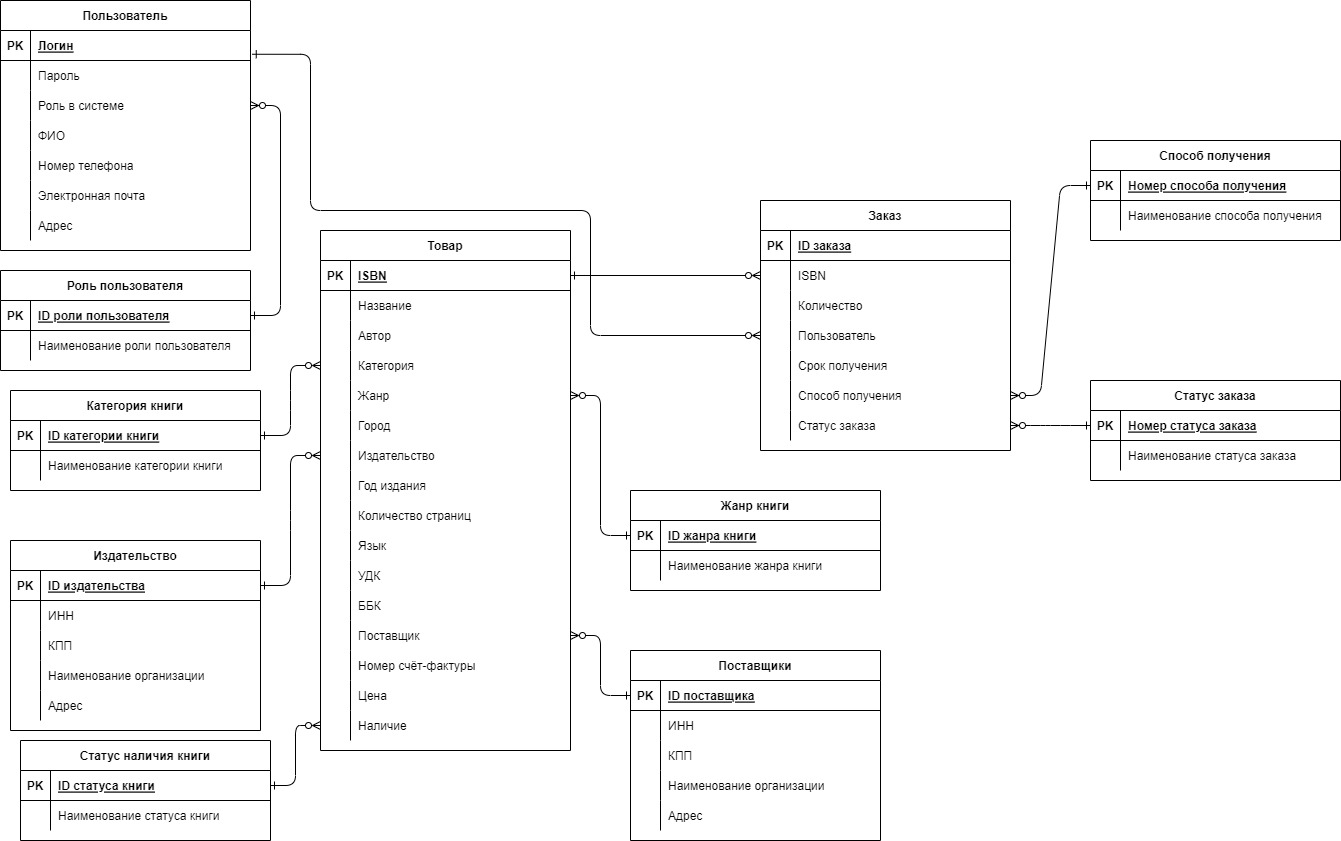 Пользователь
PK Логин
Пароль
Роль в системе
ФИО
Номер телефона
Электронная почта
Адрес
Роль пользователя
PK ID роли пользователя
Наименование роли пользователя
Категория книги
PK ID категории книги
Наименование категории книги
Издательство
PK ID издательства
ИНН
КПП
Наименование организации
Адрес
Статус наличия книги
PK ID статуса книги
Наименование статуса книги
Товар
PK ISBN
Название
Автор
Категория
Жанр
Город
Издательство
Год издания
Количество страниц
Язык
УДК
ББК
Поставщик
Номер счёт-фактуры
Цена
Наличие
Заказ
PK ID заказа
ISBN
Количество
Пользователь
Срок получения
Способ получения
Статус заказа
Жанр книги
PK ID жанра книги
Наименование жанра книги
Поставщики
PK ID поставщика
ИНН
КПП
Наименование организации
Адрес
Способ получения
PK Номер способа получения
Наименование способа получения
Статус заказа
PK Номер статуса заказа
Наименование статуса заказа